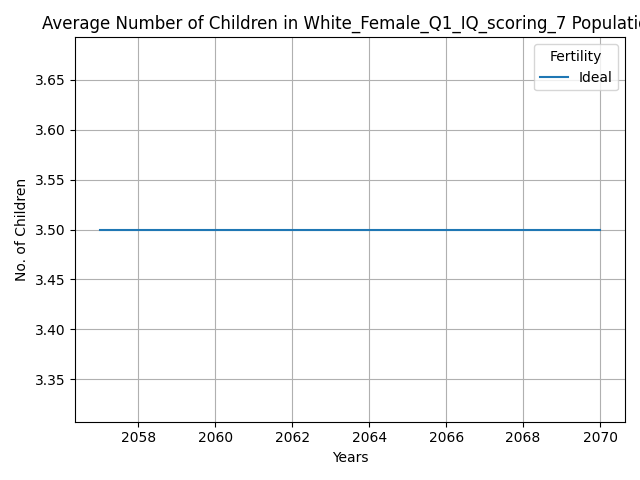 Average Number of Children in White_Female_Q1_IQ_scoring_7 Populati
Fertility
Ideal
3.65
3.60
3.55
3.50
3.45
3.40
3.35
No. of Children
2058 2060 2062 2064 2066 2068 2070
Years